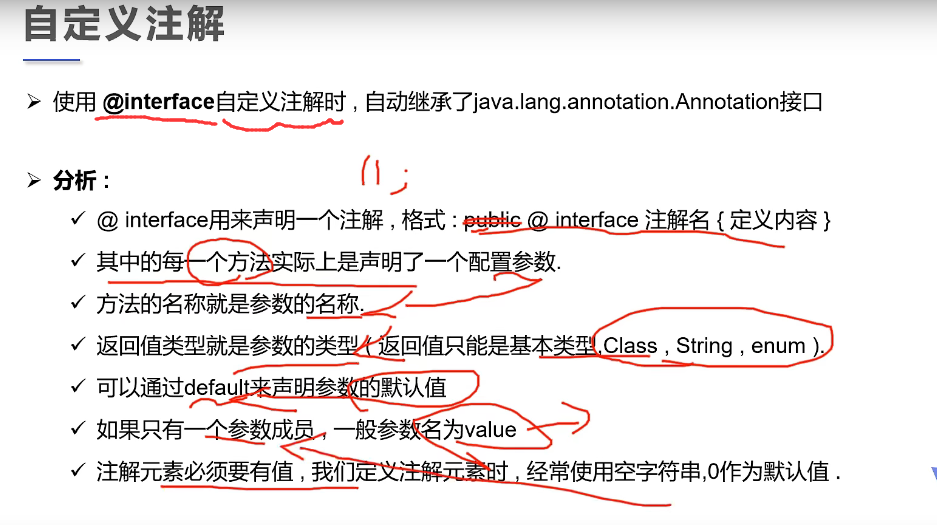 自定义注解
使用 @interface自定义注解时 , 自动继承了java.lang.annotation.Annotation接口
分析 :
@ interface用来声明一个注解 , 格式 : public @ interface 注解名 { 定义内容 }
其中的每一个方法实际上是声明了一个配置参数.
方法的名称就是参数的名称.
返回值类型就是参数的类型 ( 返回值只能是基本类型,Class , String , enum ).
可以通过default来声明参数的默认值
如果只有一个参数成员 , 一般参数名为value
注解元素必须要有值 , 我们定义注解元素时 , 经常使用空字符串,0作为默认值 .